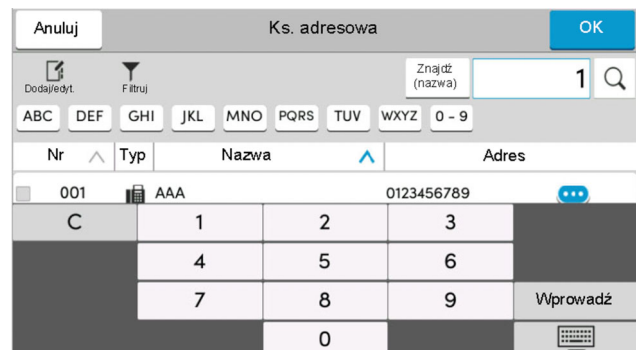 Anuluj Ks. adresowa OK
Dodaj/edyt. Filtruj Znajdź (nazwa) 1
ABC DEF GHI JKL MNO PQRS TUV WXYZ 0 - 9
Nr Typ Nazwa Adres
001 AAA 0123456789
C 1 2 3
4 5 6
7 8 9 Wprowadź
0